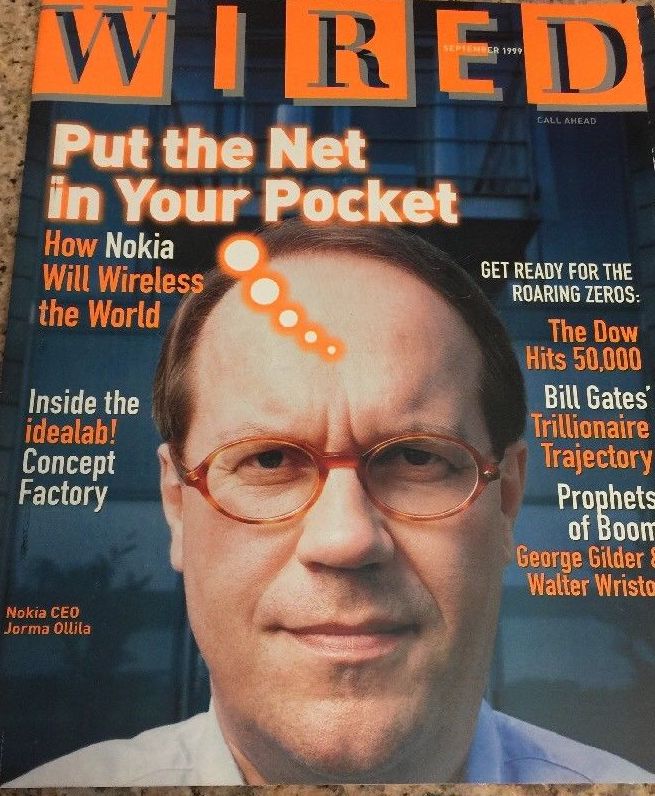 WIRED
SEPTEMBER 1999
CALL AHEAD
Put the Net
in Your Pocket
How Nokia
Will Wireless
the World
GET READY FOR THE
ROARING ZEROS:
The Dow
Hits 50,000
Bill Gates'
Trillionaire
Trajectory
Prophets
of Boom
George Gilder &
Walter Wristo
Inside the
idealab!
Concept
Factory
Nokia CEO
Jorma Ollila